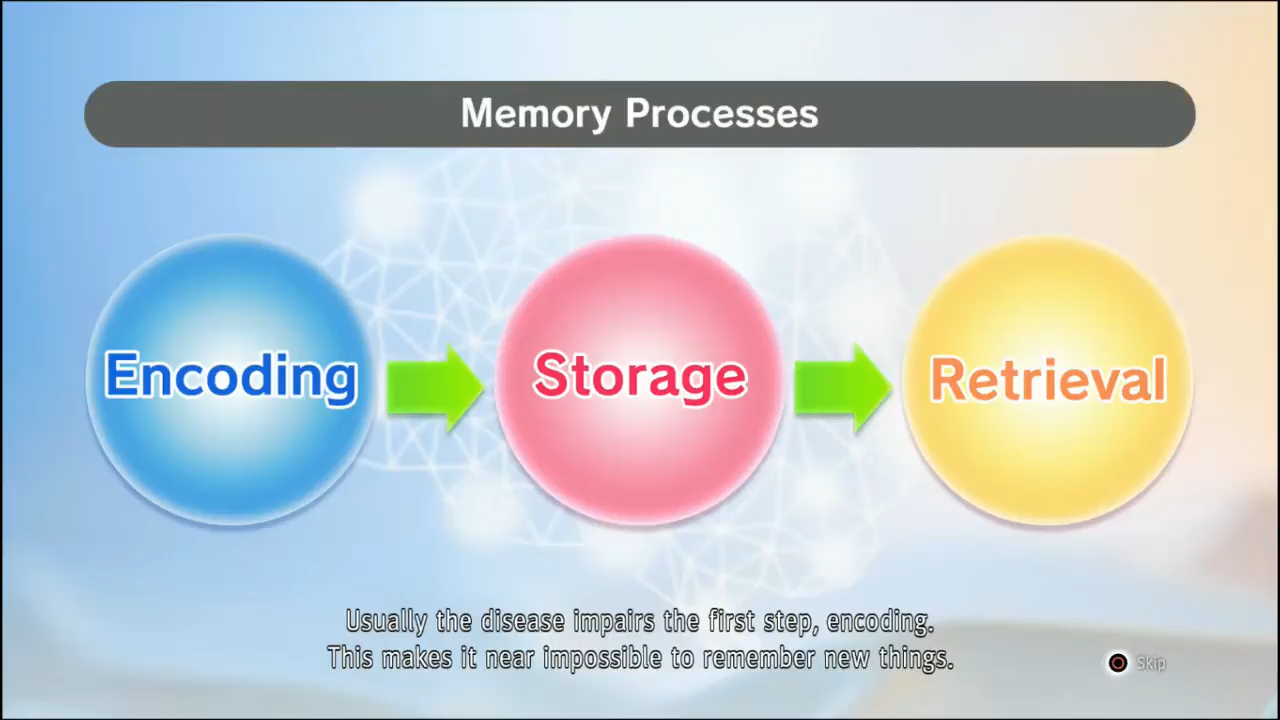 Memory Processes
Encoding
Storage
Retrieval
Usually the disease impairs the first step, encoding.
This makes it near impossible to remember new things.
Skip